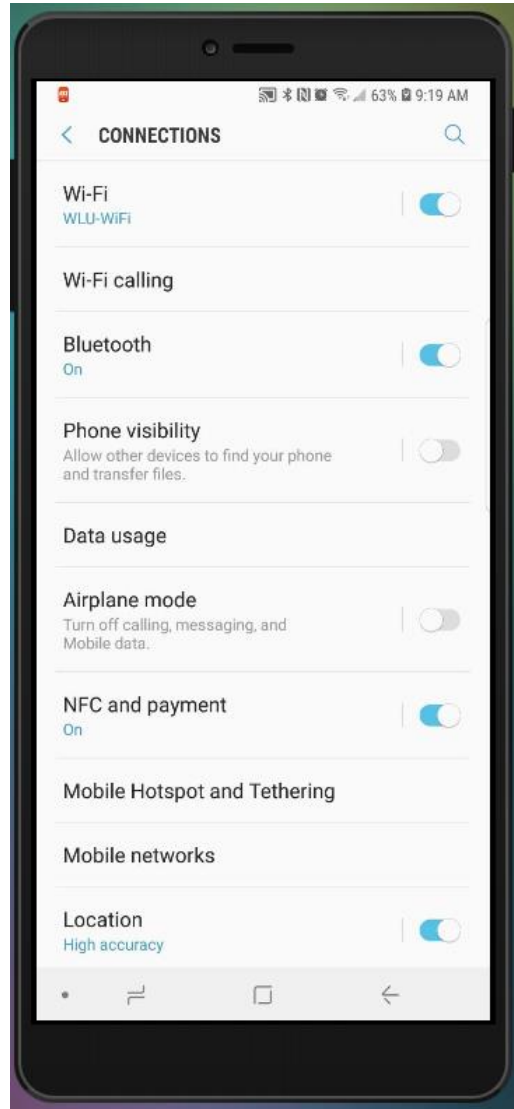 63% 9:19 AM
CONNECTIONS
Wi-Fi
WLU-WiFi
Wi-Fi calling
Bluetooth
On
Phone visibility
Allow other devices to find your phone
and transfer files.
Data usage
Airplane mode
Turn off calling, messaging, and
Mobile data.
NFC and payment
On
Mobile Hotspot and Tethering
Mobile networks
Location
High accuracy